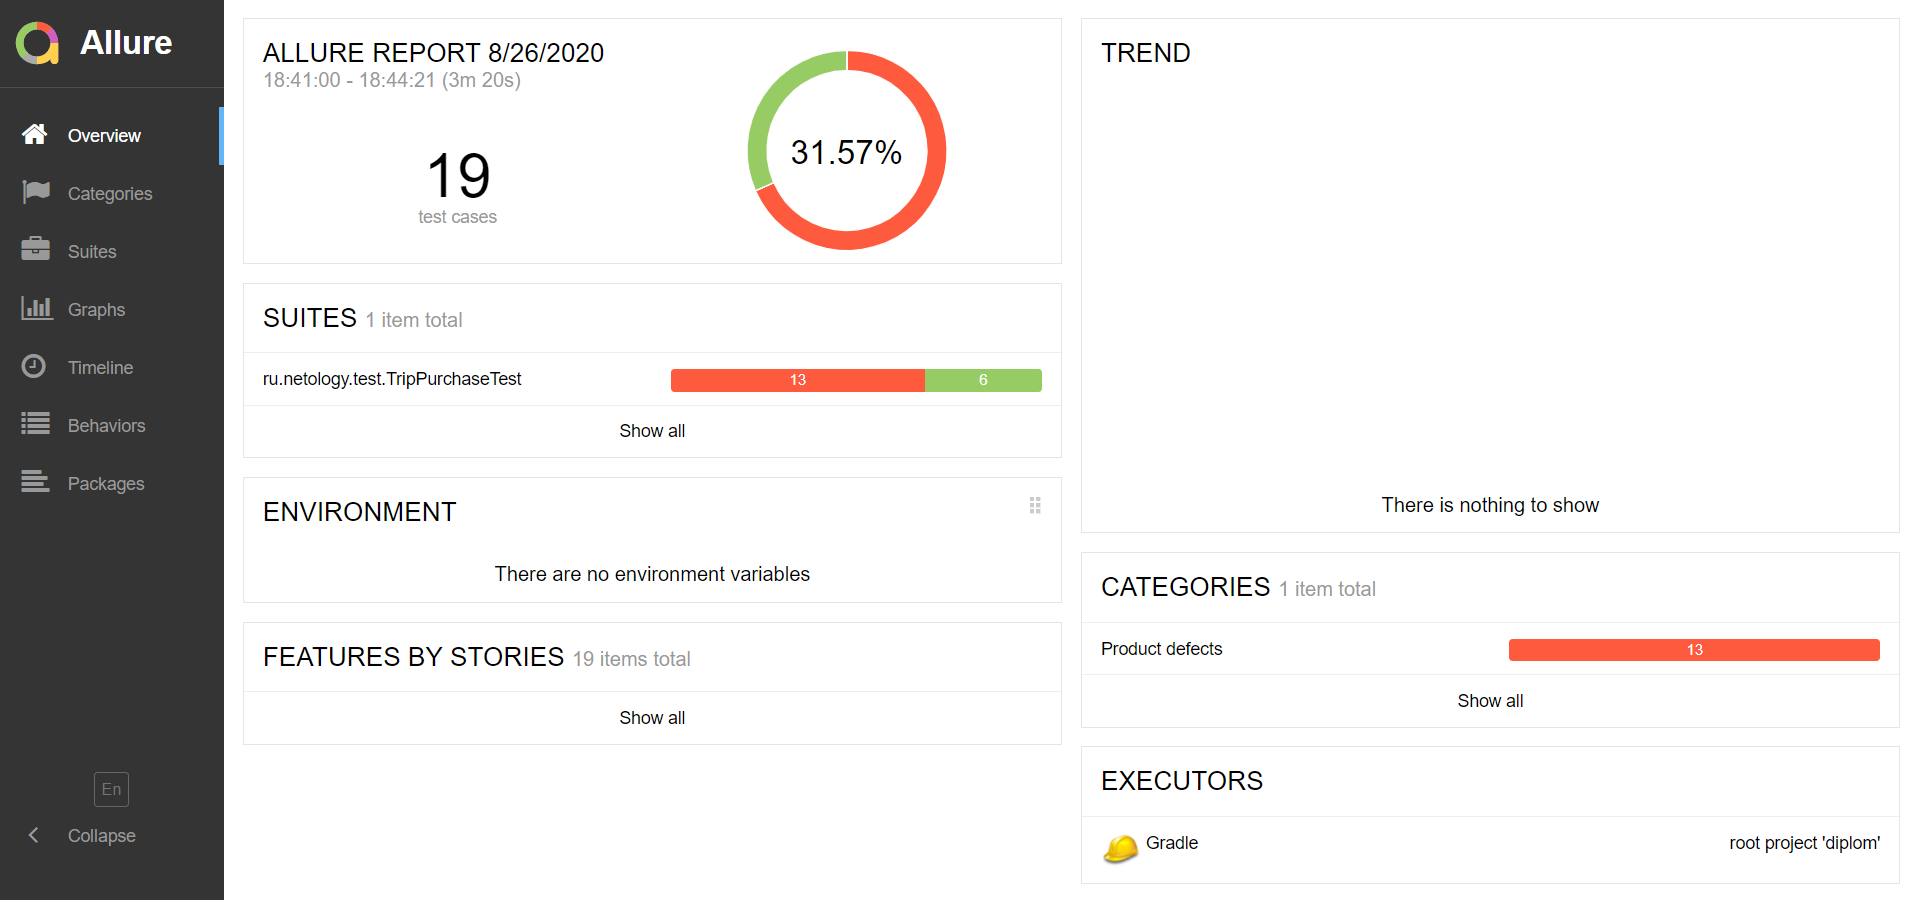 Allure
Overview
Categories
Suites
Graphs
Timeline
Behaviors
Packages
En
Collapse
ALLURE REPORT 8/26/2020
18:41:00 - 18:44:21 (3m 20s)
19
test cases
31.57%
SUITES 1 item total
ru.netology.test.TripPurchaseTest 13 6
Show all
ENVIRONMENT
There are no environment variables
FEATURES BY STORIES 19 items total
Show all
TREND
There is nothing to show
CATEGORIES 1 item total
Product defects 13
Show all
EXECUTORS
Gradle root project 'diplom'